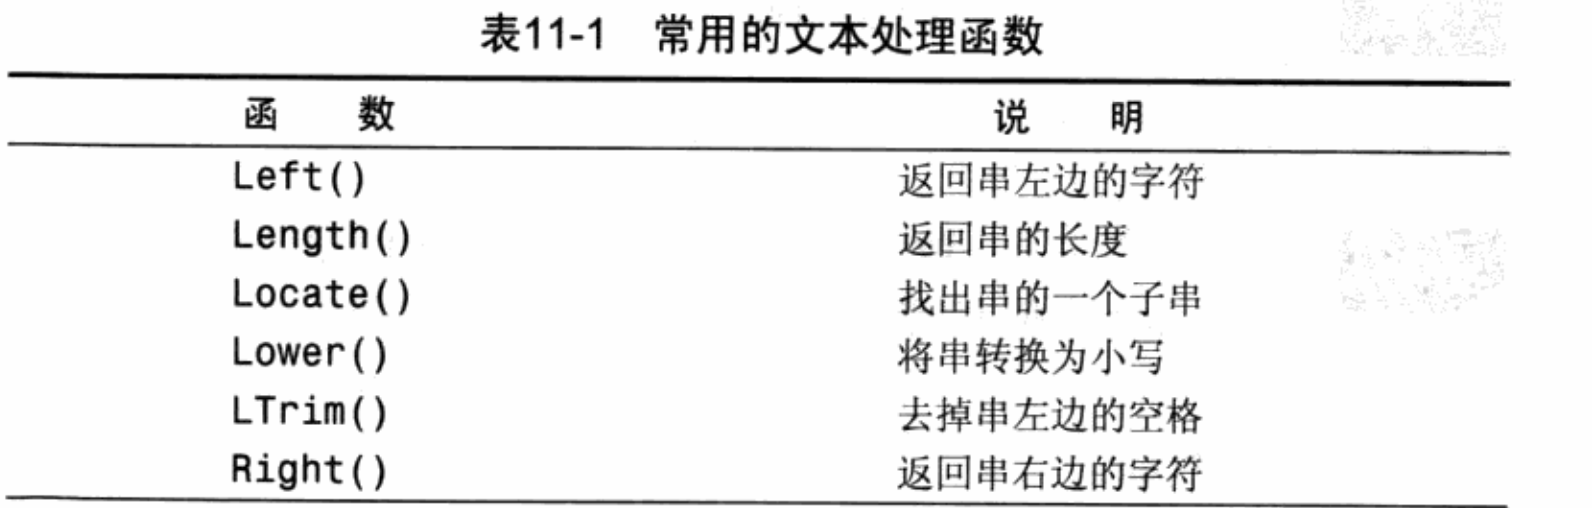 表11-1 常用的文本处理函数
函 数 说 明
Left() 返回串左边的字符
Length() 返回串的长度
Locate() 找出串的一个子串
Lower() 将串转换为小写
LTrim() 去掉串左边的空格
Right() 返回串右边的字符